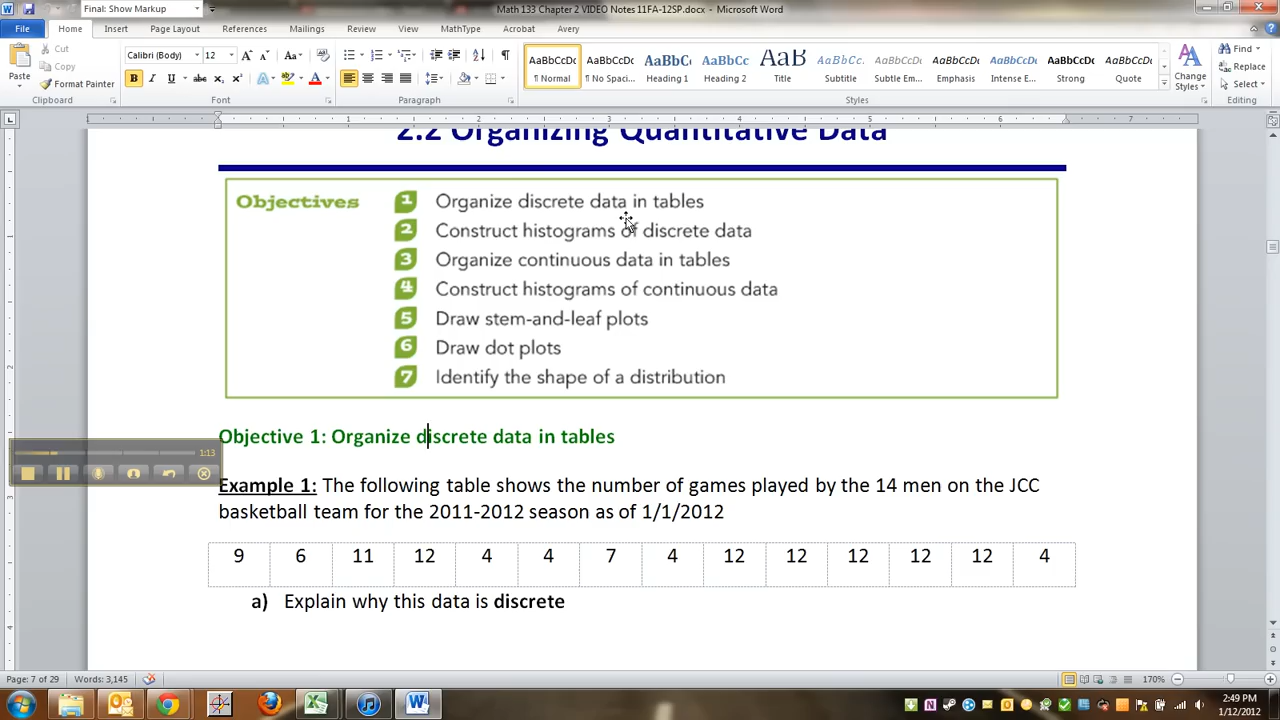 Final: Show Markup
Math 133 Chapter 2 VIDEO Notes 11FA-12SP.docx - Microsoft Word
File Home Insert Page Layout References Mailings Review View MathType Acrobat Avery
Paste
Cut
Copy
Format Painter
Calibri (Body) 12
AaBbCcDc AaBbCcDc AaBbC AaBbCc AaB AaBbCcL AaBbCcDc AaBbCcDc AaBbCcDc AaBbCcDc AaBbCcDc
¶ Normal ¶ No Spaci... Heading 1 Heading 2 Title Subtitle Subtle Em... Emphasis Intense E... Strong Quote
Change Styles
Find
Replace
Select
Clipboard Font Paragraph Styles Editing
2.2 Organizing Quantitative Data
Objectives
1 Organize discrete data in tables
2 Construct histograms of discrete data
3 Organize continuous data in tables
4 Construct histograms of continuous data
5 Draw stem-and-leaf plots
6 Draw dot plots
7 Identify the shape of a distribution
Objective 1: Organize discrete data in tables
1:13
Example 1: The following table shows the number of games played by the 14 men on the JCC
basketball team for the 2011-2012 season as of 1/1/2012
9 6 11 12 4 4 7 4 12 12 12 12 12 4
a) Explain why this data is discrete
Page: 7 of 29 Words: 3,145 170%
2:49 PM
1/12/2012